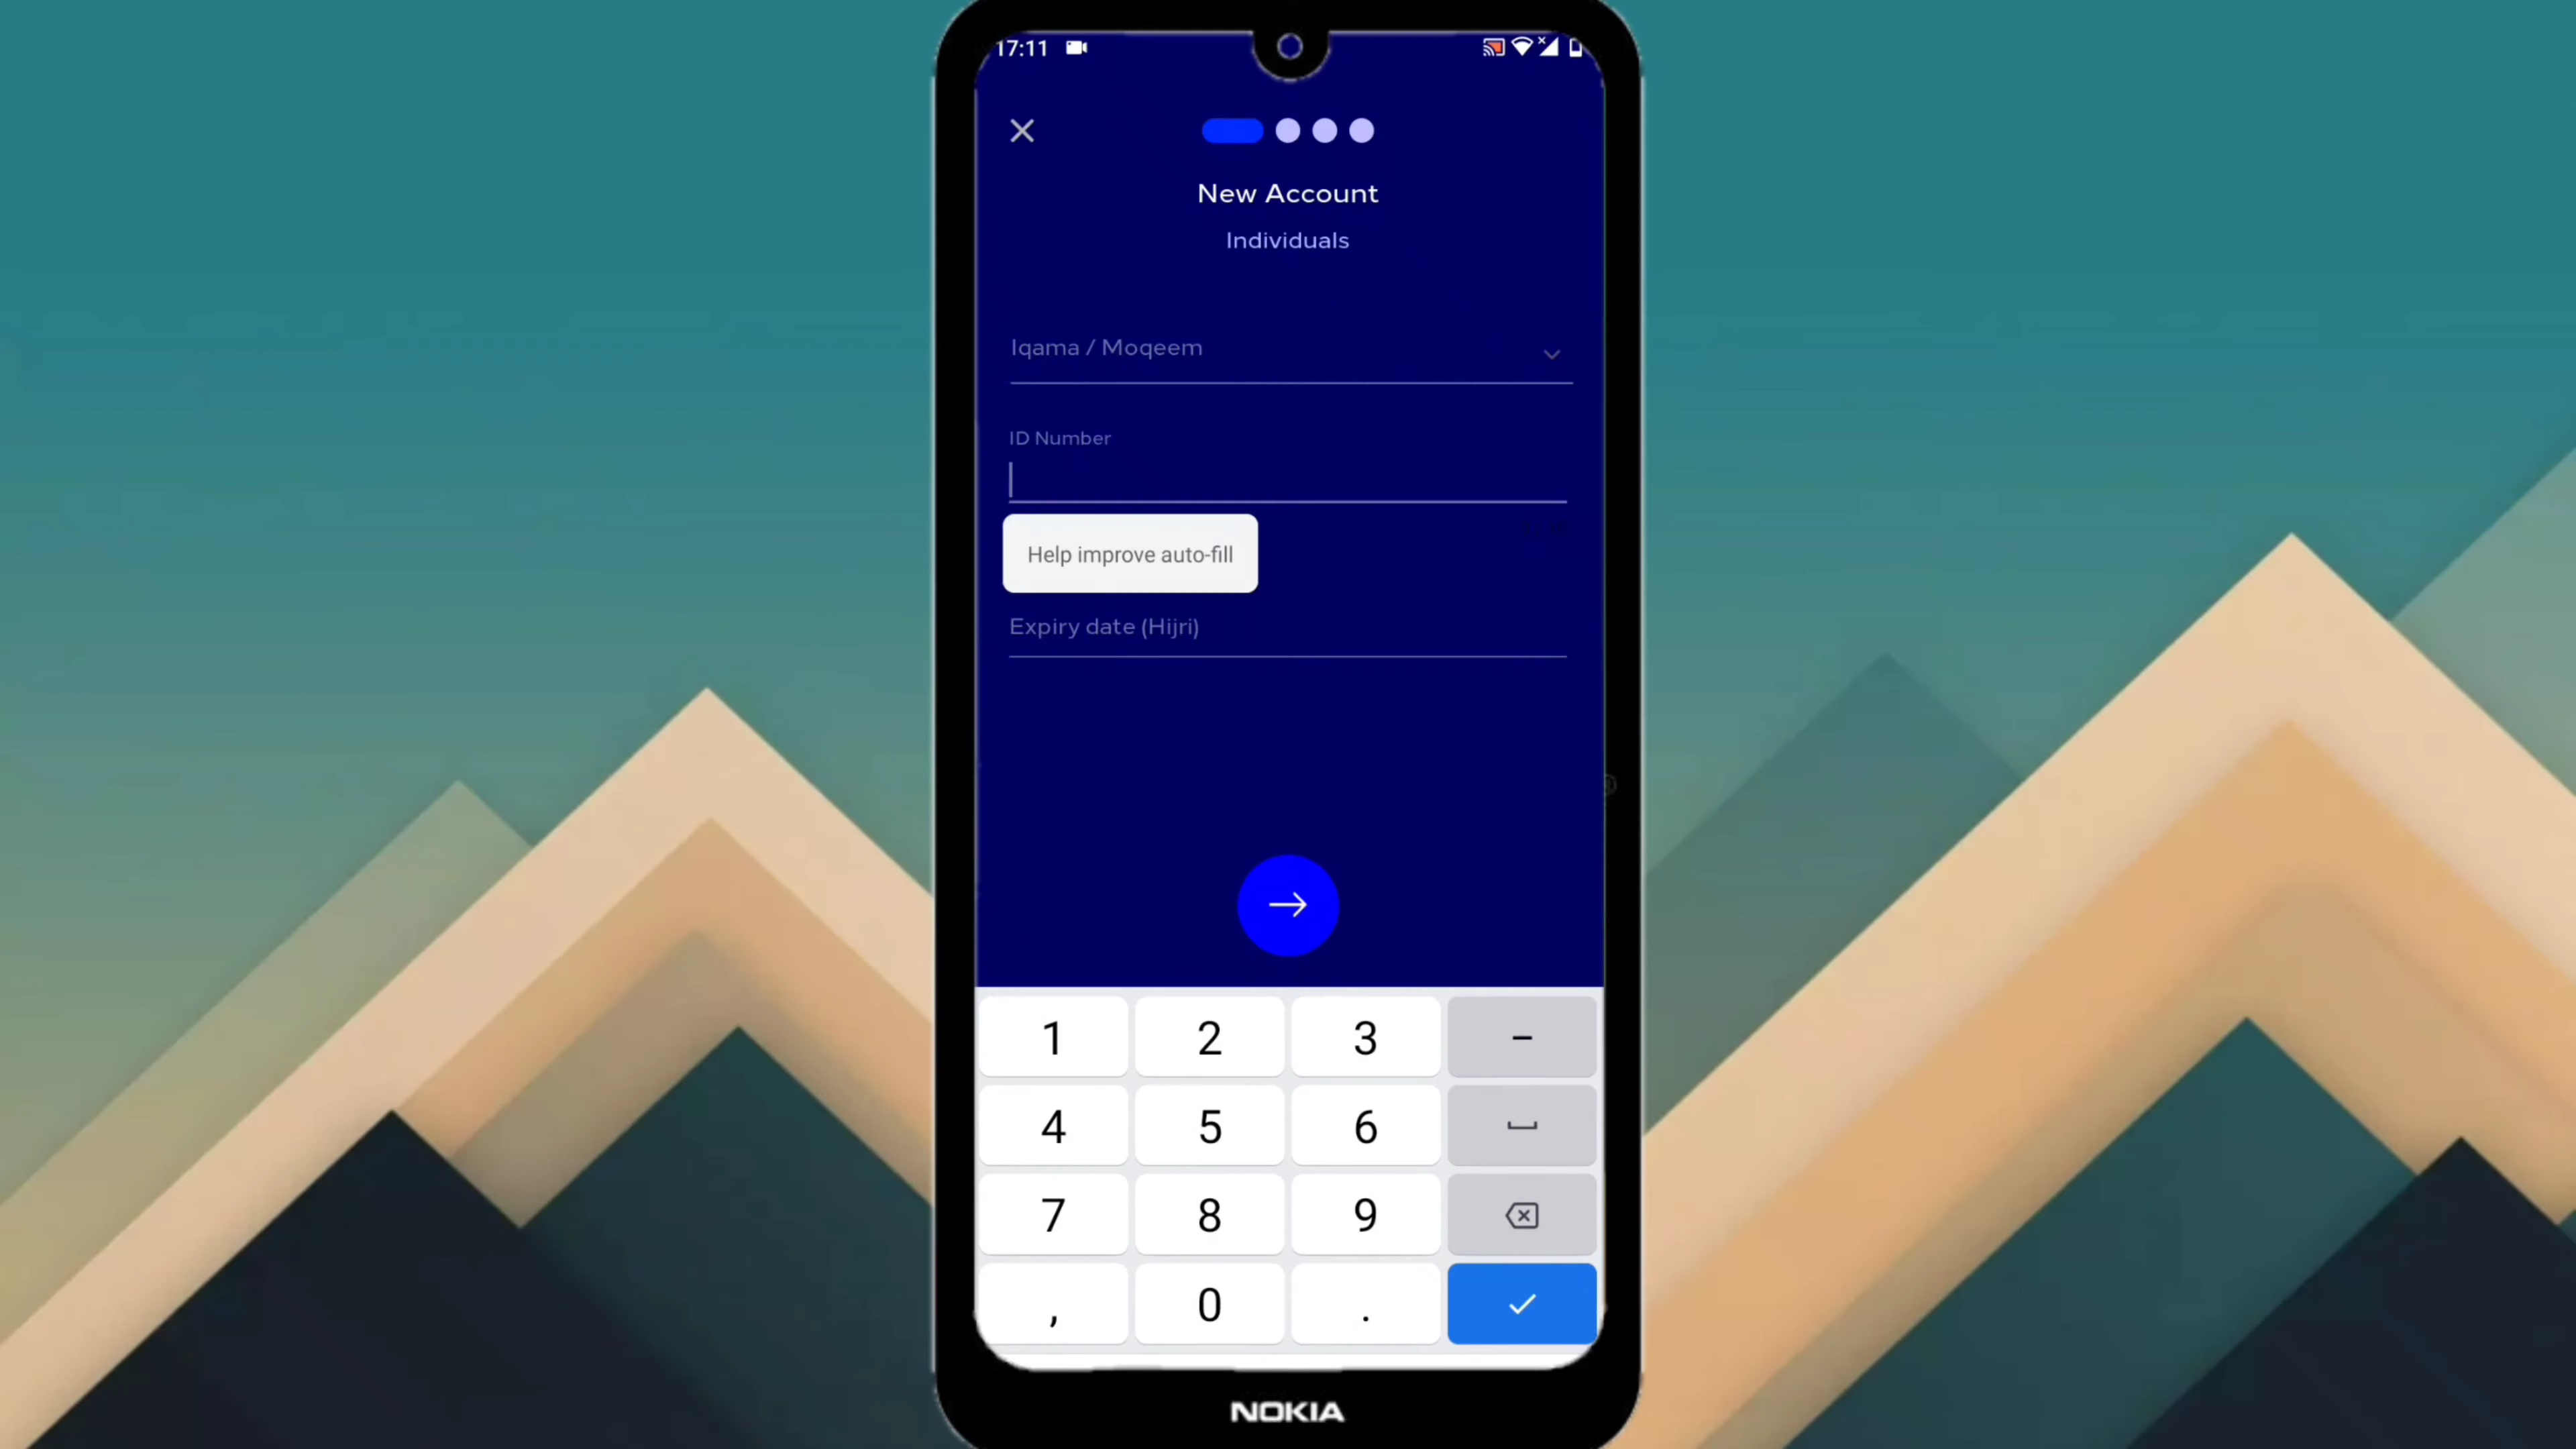 17:11
New Account
Individuals
Iqama / Moqeem
ID Number
Help improve auto-fill
Expiry date (Hijri)
1 2 3 -
4 5 6
7 8 9
, 0 .
NOKIA